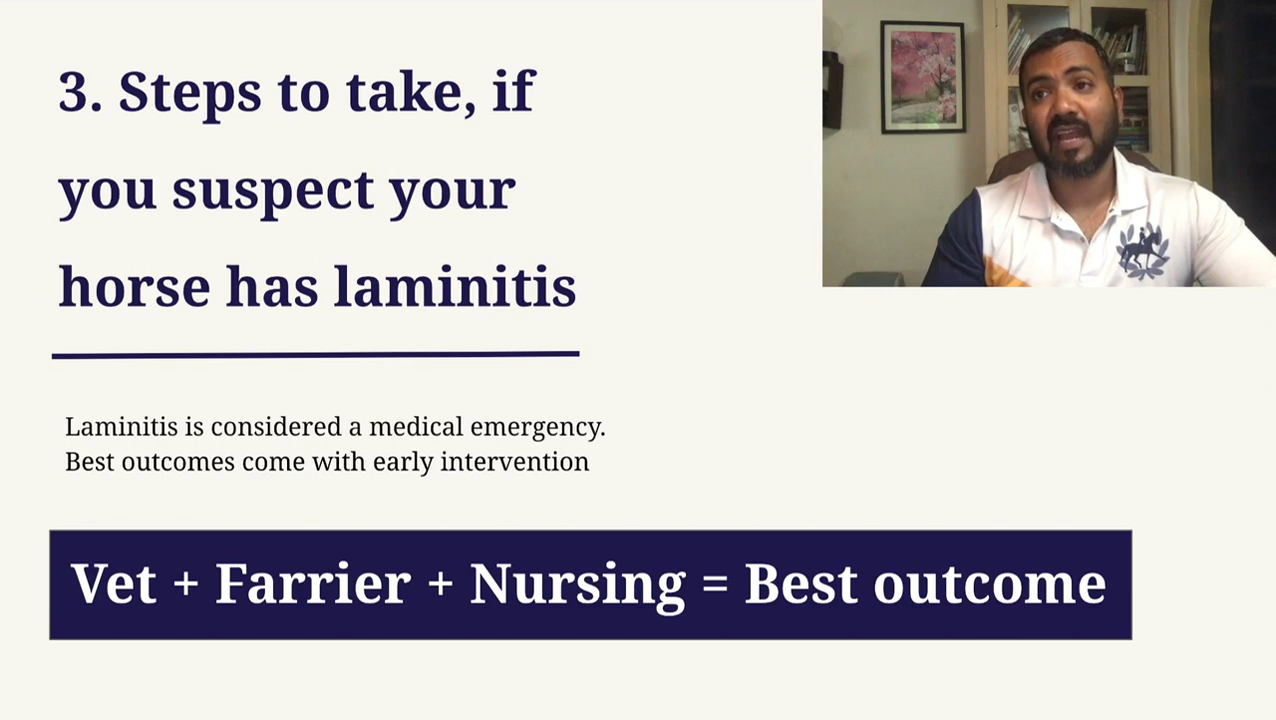 3. Steps to take, if
you suspect your
horse has laminitis
Laminitis is considered a medical emergency.
Best outcomes come with early intervention
Vet + Farrier + Nursing = Best outcome